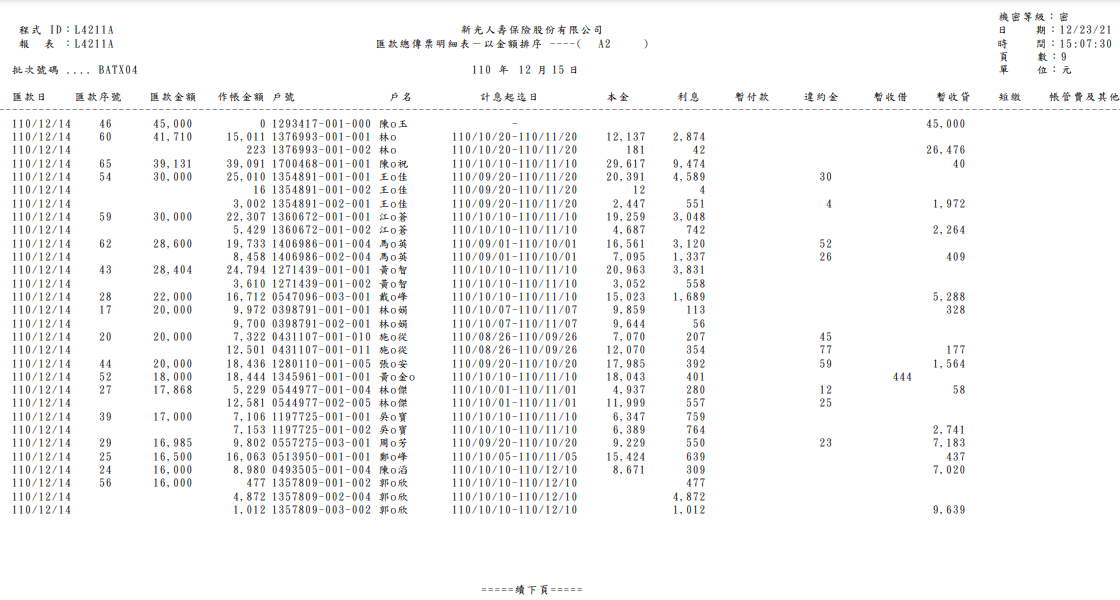 機密等級：密
程式 ID：L4211A 新光人壽保險股份有限公司 日 期：12/23/21
報 表 ：L4211A 匯款總傳票明細表－以金額排序 ----( A2 ) 時 間：15:07:30
頁 數：9
批次號碼 .... BATX04 110 年 12 月 15 日 單 位：元
匯款日 匯款序號 匯款金額 作帳金額 戶號 戶名 計息起迄日 本金 利息 暫付款 違約金 暫收借 暫收貸 短繳 帳管費及其他
110/12/14 46 45,000 0 1293417-001-000 陳o玉 - 45,000
110/12/14 60 41,710 15,011 1376993-001-001 林o 110/10/20-110/11/20 12,137 2,874
110/12/14 223 1376993-001-002 林o 110/10/20-110/11/20 181 42 26,476
110/12/14 65 39,131 39,091 1700468-001-001 陳o祝 110/10/10-110/11/10 29,617 9,474 40
110/12/14 54 30,000 25,010 1354891-001-001 王o佳 110/09/20-110/11/20 20,391 4,589 30
110/12/14 16 1354891-001-002 王o佳 110/09/20-110/11/20 12 4
110/12/14 3,002 1354891-002-001 王o佳 110/09/20-110/11/20 2,447 551 4 1,972
110/12/14 59 30,000 22,307 1360672-001-001 江o蒼 110/10/10-110/11/10 19,259 3,048
110/12/14 5,429 1360672-001-002 江o蒼 110/10/10-110/11/10 4,687 742 2,264
110/12/14 62 28,600 19,733 1406986-001-004 馬o英 110/09/01-110/10/01 16,561 3,120 52
110/12/14 8,458 1406986-002-004 馬o英 110/09/01-110/10/01 7,095 1,337 26 409
110/12/14 43 28,404 24,794 1271439-001-001 黃o智 110/10/10-110/11/10 20,963 3,831
110/12/14 3,610 1271439-001-002 黃o智 110/10/10-110/11/10 3,052 558
110/12/14 28 22,000 16,712 0547096-003-001 戴o峰 110/10/10-110/11/10 15,023 1,689 5,288
110/12/14 17 20,000 9,972 0398791-001-001 林o娟 110/10/07-110/11/07 9,859 113 328
110/12/14 9,700 0398791-002-001 林o娟 110/10/07-110/11/07 9,644 56
110/12/14 20 20,000 7,322 0431107-001-010 施o從 110/08/26-110/09/26 7,070 207 45
110/12/14 12,501 0431107-001-011 施o從 110/08/26-110/09/26 12,070 354 77 177
110/12/14 44 20,000 18,436 1280110-001-005 張o安 110/09/20-110/10/20 17,985 392 59 1,564
110/12/14 52 18,000 18,444 1345961-001-001 黃o金o 110/10/10-110/11/10 18,043 401 444
110/12/14 27 17,868 5,229 0544977-001-004 林o傑 110/10/01-110/11/01 4,937 280 12 58
110/12/14 12,581 0544977-002-005 林o傑 110/10/01-110/11/01 11,999 557 25
110/12/14 39 17,000 7,106 1197725-001-001 吳o寶 110/10/10-110/11/10 6,347 759
110/12/14 7,153 1197725-001-002 吳o寶 110/10/10-110/11/10 6,389 764 2,741
110/12/14 29 16,985 9,802 0557275-003-001 周o芳 110/09/20-110/10/20 9,229 550 23 7,183
110/12/14 25 16,500 16,063 0513950-001-001 鄭o峰 110/10/05-110/11/05 15,424 639 437
110/12/14 24 16,000 8,980 0493505-001-004 陳o滔 110/10/10-110/12/10 8,671 309 7,020
110/12/14 56 16,000 477 1357809-001-002 郭o欣 110/10/10-110/12/10 477
110/12/14 4,872 1357809-002-004 郭o欣 110/10/10-110/12/10 4,872
110/12/14 1,012 1357809-003-002 郭o欣 110/10/10-110/12/10 1,012 9,639
=====續下頁=====